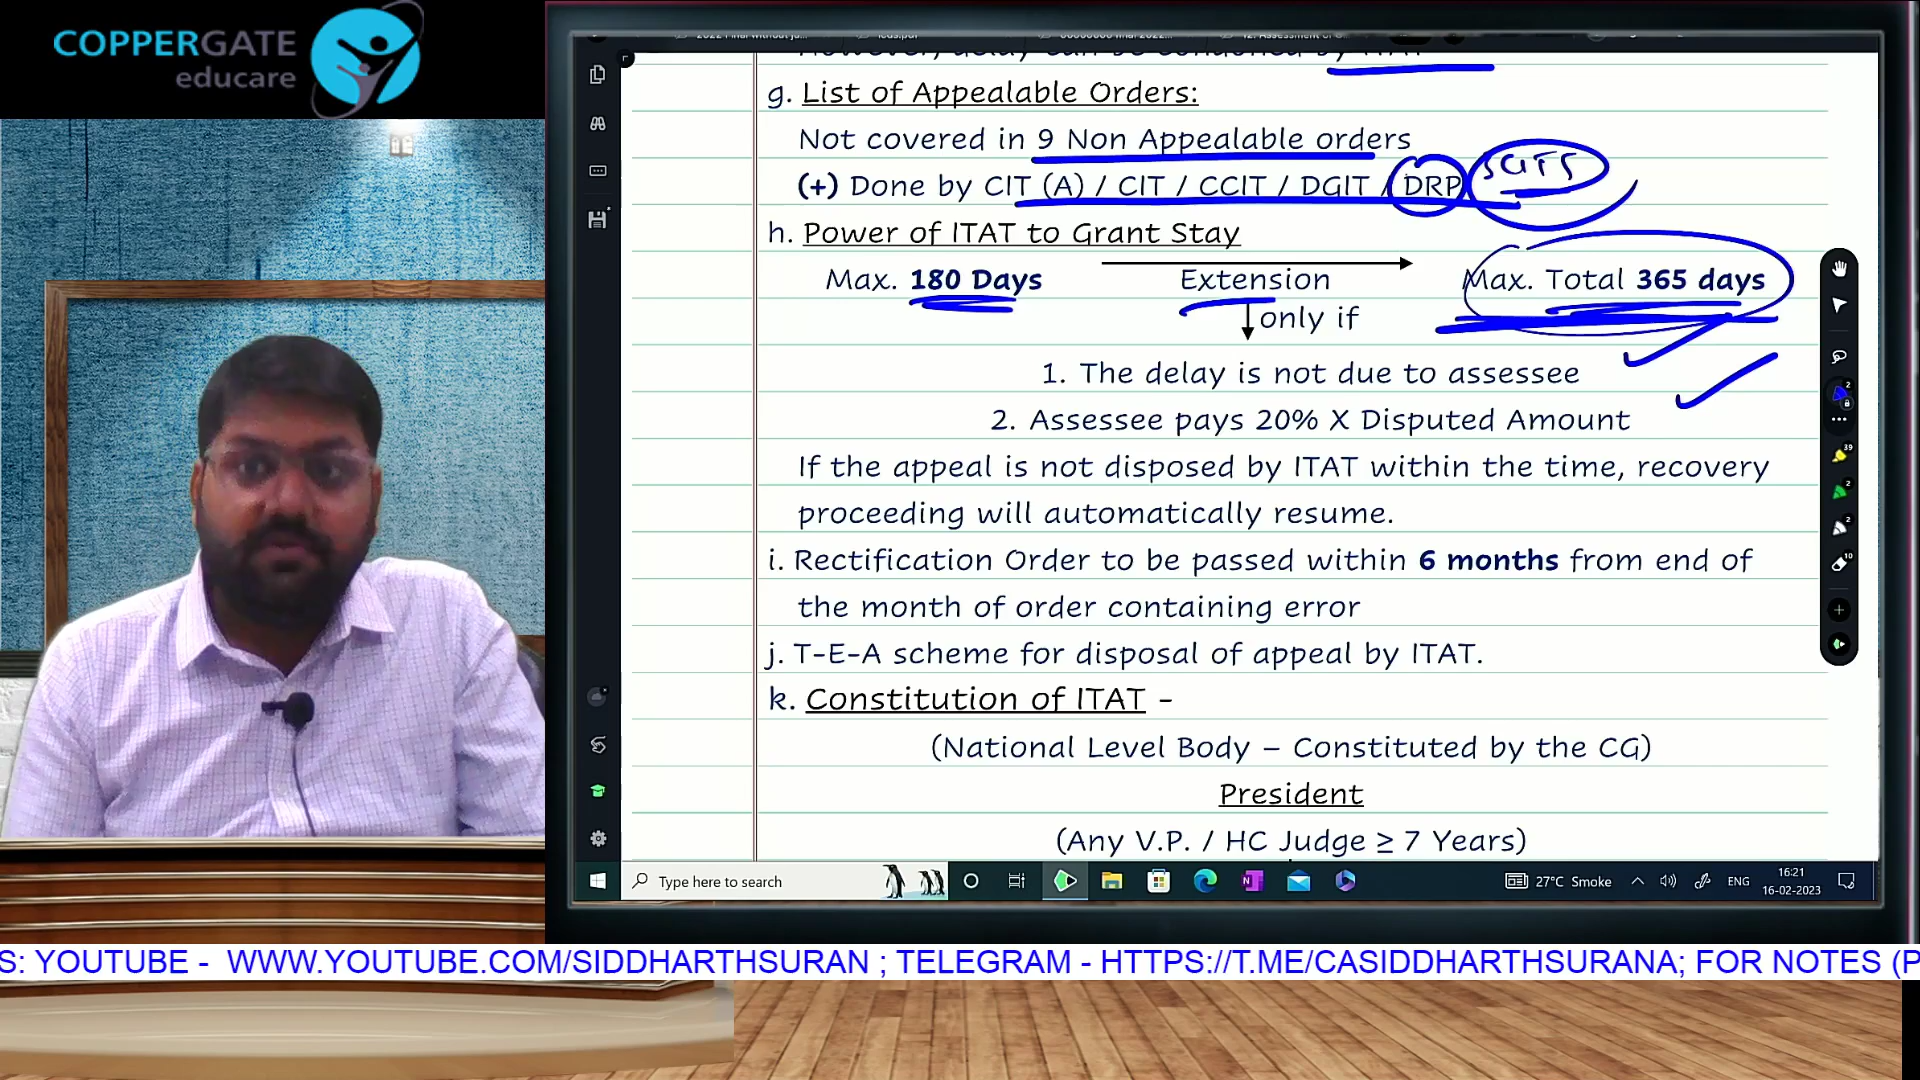 COPPERGATE
educare
g. List of Appealable Orders:
Not covered in 9 Non Appealable orders
(+) Done by CIT (A) / CIT / CCIT / DGIT / DRP
h. Power of ITAT to Grant Stay
Max. 180 Days Extension Max. Total 365 days
only if
1. The delay is not due to assessee
2. Assessee pays 20% X Disputed Amount
If the appeal is not disposed by ITAT within the time, recovery
proceeding will automatically resume.
i. Rectification Order to be passed within 6 months from end of
the month of order containing error
j. T-E-A scheme for disposal of appeal by ITAT.
k. Constitution of ITAT -
(National Level Body – Constituted by the CG)
President
(Any V.P. / HC Judge ≥ 7 Years)
Type here to search
27°C Smoke
ENG
16:21
16-02-2023
S: YOUTUBE - WWW.YOUTUBE.COM/SIDDHARTHSURAN ; TELEGRAM - HTTPS://T.ME/CASIDDHARTHSURANA; FOR NOTES (P